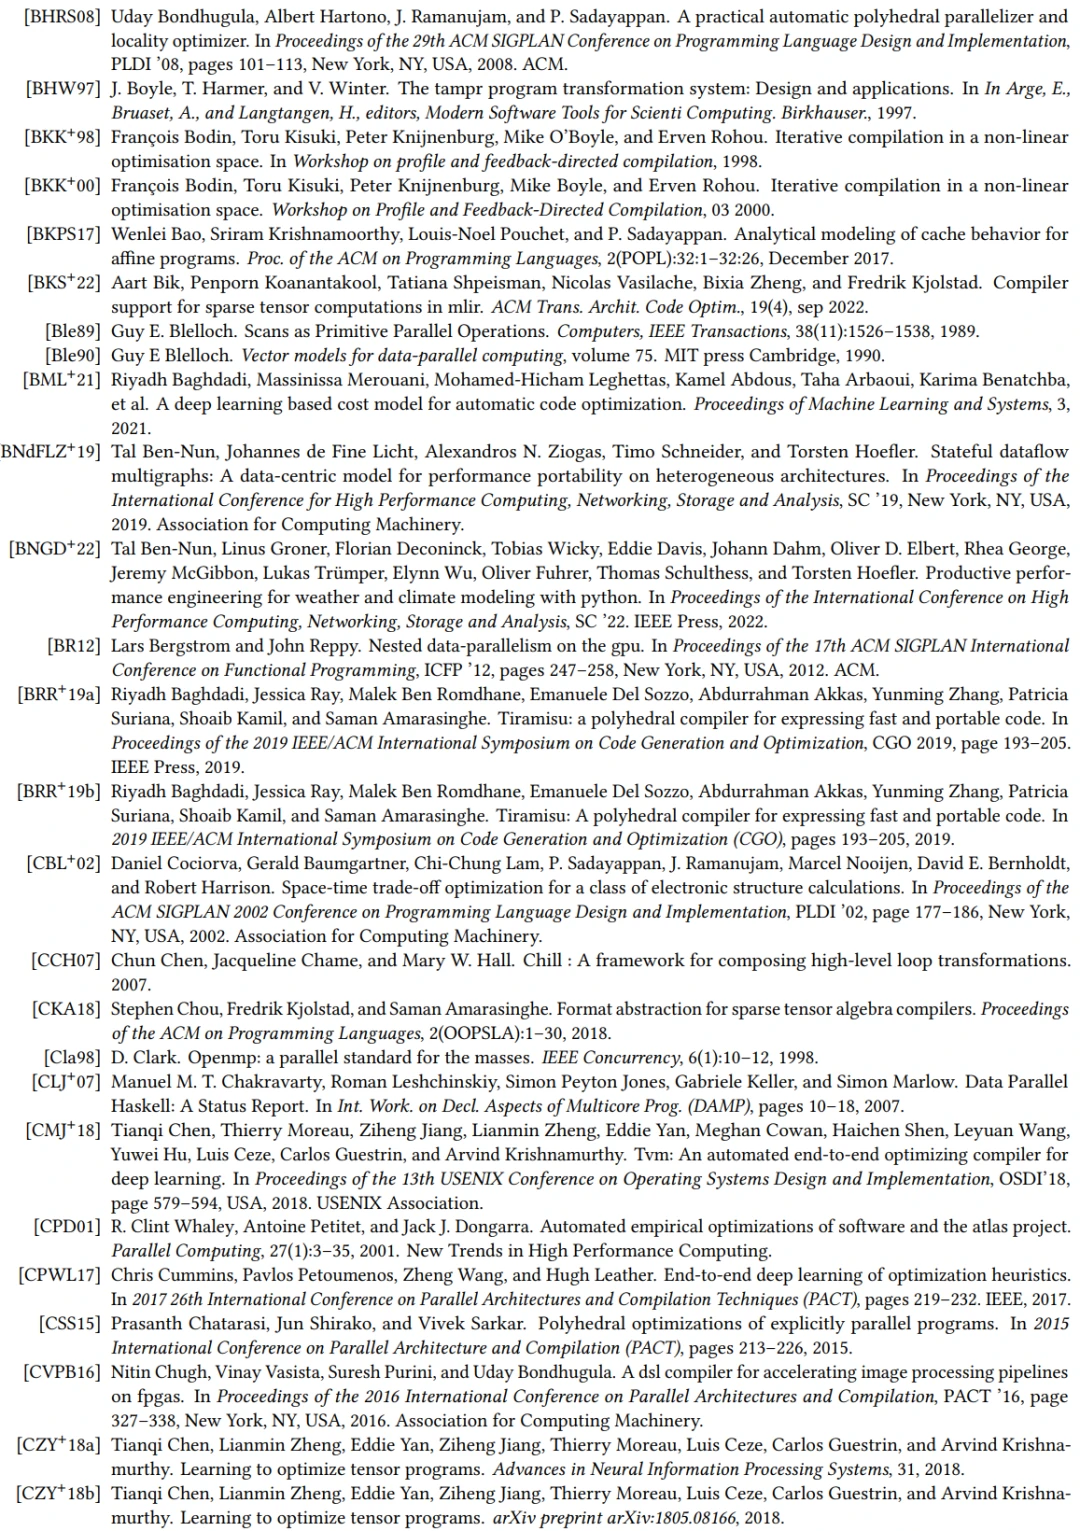 [BHRS08] Uday Bondhugula, Albert Hartono, J. Ramanujam, and P. Sadayappan. A practical automatic polyhedral parallelizer and
locality optimizer. In Proceedings of the 29th ACM SIGPLAN Conference on Programming Language Design and Implementation,
PLDI ’08, pages 101–113, New York, NY, USA, 2008. ACM.
[BHW97] J. Boyle, T. Harmer, and V. Winter. The tampr program transformation system: Design and applications. In In Arge, E.,
Bruaset, A., and Langtangen, H., editors, Modern Software Tools for Scienti Computing. Birkhauser., 1997.
[BKK+98] François Bodin, Toru Kisuki, Peter Knijnenburg, Mike O’Boyle, and Erven Rohou. Iterative compilation in a non-linear
optimisation space. In Workshop on profile and feedback-directed compilation, 1998.
[BKK+00] François Bodin, Toru Kisuki, Peter Knijnenburg, Mike Boyle, and Erven Rohou. Iterative compilation in a non-linear
optimisation space. Workshop on Profile and Feedback-Directed Compilation, 03 2000.
[BKPS17] Wenlei Bao, Sriram Krishnamoorthy, Louis-Noel Pouchet, and P. Sadayappan. Analytical modeling of cache behavior for
affine programs. Proc. of the ACM on Programming Languages, 2(POPL):32:1–32:26, December 2017.
[BKS+22] Aart Bik, Penporn Koanantakool, Tatiana Shpeisman, Nicolas Vasilache, Bixia Zheng, and Fredrik Kjolstad. Compiler
support for sparse tensor computations in mlir. ACM Trans. Archit. Code Optim., 19(4), sep 2022.
[Ble89] Guy E. Blelloch. Scans as Primitive Parallel Operations. Computers, IEEE Transactions, 38(11):1526–1538, 1989.
[Ble90] Guy E Blelloch. Vector models for data-parallel computing, volume 75. MIT press Cambridge, 1990.
[BML+21] Riyadh Baghdadi, Massinissa Merouani, Mohamed-Hicham Leghettas, Kamel Abdous, Taha Arbaoui, Karima Benatchba,
et al. A deep learning based cost model for automatic code optimization. Proceedings of Machine Learning and Systems, 3,
2021.
BNdFLZ+19] Tal Ben-Nun, Johannes de Fine Licht, Alexandros N. Ziogas, Timo Schneider, and Torsten Hoefler. Stateful dataflow
multigraphs: A data-centric model for performance portability on heterogeneous architectures. In Proceedings of the
International Conference for High Performance Computing, Networking, Storage and Analysis, SC ’19, New York, NY, USA,
2019. Association for Computing Machinery.
[BNGD+22] Tal Ben-Nun, Linus Groner, Florian Deconinck, Tobias Wicky, Eddie Davis, Johann Dahm, Oliver D. Elbert, Rhea George,
Jeremy McGibbon, Lukas Trümper, Elynn Wu, Oliver Fuhrer, Thomas Schulthess, and Torsten Hoefler. Productive perfor-
mance engineering for weather and climate modeling with python. In Proceedings of the International Conference on High
Performance Computing, Networking, Storage and Analysis, SC ’22. IEEE Press, 2022.
[BR12] Lars Bergstrom and John Reppy. Nested data-parallelism on the gpu. In Proceedings of the 17th ACM SIGPLAN International
Conference on Functional Programming, ICFP ’12, pages 247–258, New York, NY, USA, 2012. ACM.
[BRR+19a] Riyadh Baghdadi, Jessica Ray, Malek Ben Romdhane, Emanuele Del Sozzo, Abdurrahman Akkas, Yunming Zhang, Patricia
Suriana, Shoaib Kamil, and Saman Amarasinghe. Tiramisu: a polyhedral compiler for expressing fast and portable code. In
Proceedings of the 2019 IEEE/ACM International Symposium on Code Generation and Optimization, CGO 2019, page 193–205.
IEEE Press, 2019.
[BRR+19b] Riyadh Baghdadi, Jessica Ray, Malek Ben Romdhane, Emanuele Del Sozzo, Abdurrahman Akkas, Yunming Zhang, Patricia
Suriana, Shoaib Kamil, and Saman Amarasinghe. Tiramisu: A polyhedral compiler for expressing fast and portable code. In
2019 IEEE/ACM International Symposium on Code Generation and Optimization (CGO), pages 193–205, 2019.
[CBL+02] Daniel Cociorva, Gerald Baumgartner, Chi-Chung Lam, P. Sadayappan, J. Ramanujam, Marcel Nooijen, David E. Bernholdt,
and Robert Harrison. Space-time trade-off optimization for a class of electronic structure calculations. In Proceedings of the
ACM SIGPLAN 2002 Conference on Programming Language Design and Implementation, PLDI ’02, page 177–186, New York,
NY, USA, 2002. Association for Computing Machinery.
[CCH07] Chun Chen, Jacqueline Chame, and Mary W. Hall. Chill : A framework for composing high-level loop transformations.
2007.
[CKA18] Stephen Chou, Fredrik Kjolstad, and Saman Amarasinghe. Format abstraction for sparse tensor algebra compilers. Proceedings
of the ACM on Programming Languages, 2(OOPSLA):1–30, 2018.
[Cla98] D. Clark. Openmp: a parallel standard for the masses. IEEE Concurrency, 6(1):10–12, 1998.
[CLJ+07] Manuel M. T. Chakravarty, Roman Leshchinskiy, Simon Peyton Jones, Gabriele Keller, and Simon Marlow. Data Parallel
Haskell: A Status Report. In Int. Work. on Decl. Aspects of Multicore Prog. (DAMP), pages 10–18, 2007.
[CMJ+18] Tianqi Chen, Thierry Moreau, Ziheng Jiang, Lianmin Zheng, Eddie Yan, Meghan Cowan, Haichen Shen, Leyuan Wang,
Yuwei Hu, Luis Ceze, Carlos Guestrin, and Arvind Krishnamurthy. Tvm: An automated end-to-end optimizing compiler for
deep learning. In Proceedings of the 13th USENIX Conference on Operating Systems Design and Implementation, OSDI’18,
page 579–594, USA, 2018. USENIX Association.
[CPD01] R. Clint Whaley, Antoine Petitet, and Jack J. Dongarra. Automated empirical optimizations of software and the atlas project.
Parallel Computing, 27(1):3–35, 2001. New Trends in High Performance Computing.
[CPWL17] Chris Cummins, Pavlos Petoumenos, Zheng Wang, and Hugh Leather. End-to-end deep learning of optimization heuristics.
In 2017 26th International Conference on Parallel Architectures and Compilation Techniques (PACT), pages 219–232. IEEE, 2017.
[CSS15] Prasanth Chatarasi, Jun Shirako, and Vivek Sarkar. Polyhedral optimizations of explicitly parallel programs. In 2015
International Conference on Parallel Architecture and Compilation (PACT), pages 213–226, 2015.
[CVPB16] Nitin Chugh, Vinay Vasista, Suresh Purini, and Uday Bondhugula. A dsl compiler for accelerating image processing pipelines
on fpgas. In Proceedings of the 2016 International Conference on Parallel Architectures and Compilation, PACT ’16, page
327–338, New York, NY, USA, 2016. Association for Computing Machinery.
[CZY+18a] Tianqi Chen, Lianmin Zheng, Eddie Yan, Ziheng Jiang, Thierry Moreau, Luis Ceze, Carlos Guestrin, and Arvind Krishna-
murthy. Learning to optimize tensor programs. Advances in Neural Information Processing Systems, 31, 2018.
[CZY+18b] Tianqi Chen, Lianmin Zheng, Eddie Yan, Ziheng Jiang, Thierry Moreau, Luis Ceze, Carlos Guestrin, and Arvind Krishna-
murthy. Learning to optimize tensor programs. arXiv preprint arXiv:1805.08166, 2018.